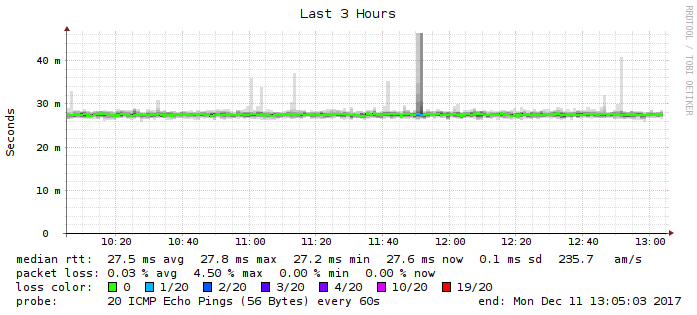 Last 3 Hours
RRDTOOL / TOBI OETIKER
Seconds
40 m
30 m
20 m
10 m
0
10:20 10:40 11:00 11:20 11:40 12:00 12:20 12:40 13:00
median rtt: 27.5 ms avg 27.8 ms max 27.2 ms min 27.6 ms now 0.1 ms sd 235.7 am/s
packet loss: 0.03 % avg 4.50 % max 0.00 % min 0.00 % now
loss color: 0 1/20 2/20 3/20 4/20 10/20 19/20
probe: 20 ICMP Echo Pings (56 Bytes) every 60s end: Mon Dec 11 13:05:03 2017